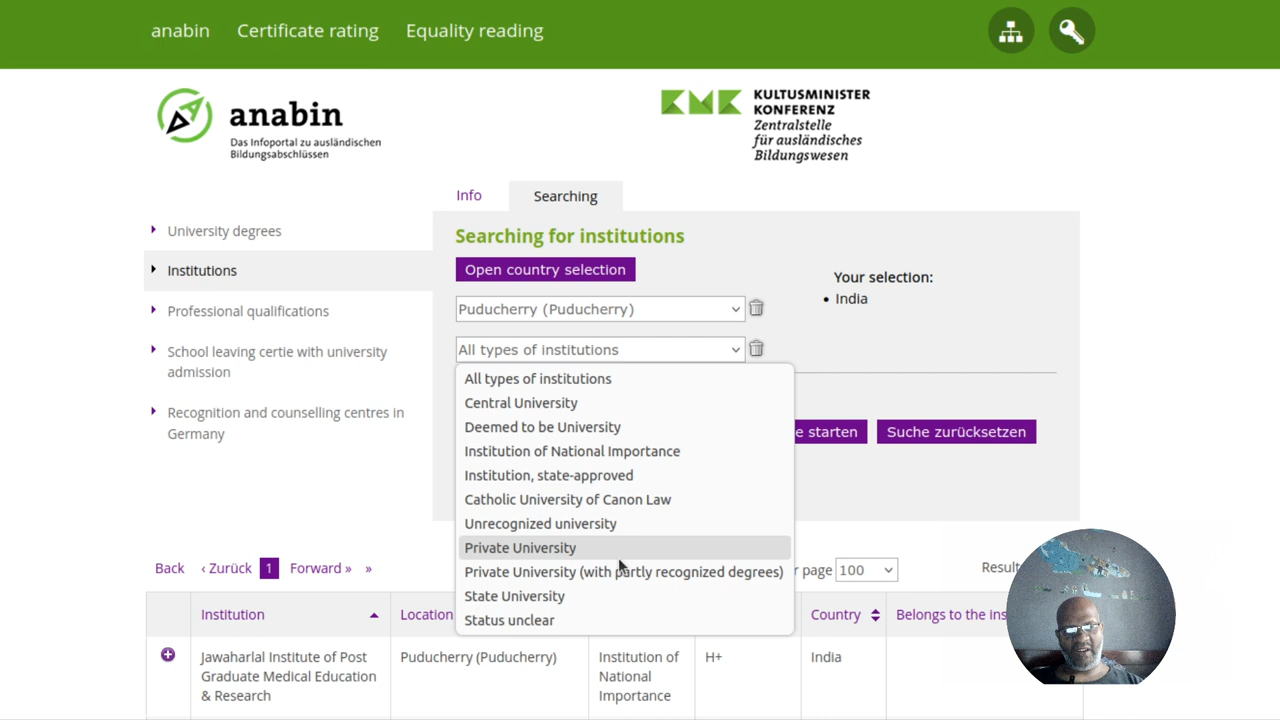 anabin
Certificate rating
Equality reading
anabin
Das Infoportal zu ausländischen
Bildungsabschlüssen
KMK
KULTUSMINISTER
KONFERENZ
Zentralstelle
für ausländisches
Bildungswesen
Info
Searching
University degrees
Institutions
Professional qualifications
School leaving certie with university
admission
Recognition and counselling centres in
Germany
Searching for institutions
Open country selection
Your selection:
• India
Puducherry (Puducherry)
All types of institutions
All types of institutions
Central University
Deemed to be University
Institution of National Importance
Institution, state-approved
Catholic University of Canon Law
Unrecognized university
Private University
Private University (with partly recognized degrees)
State University
Status unclear
e starten
Suche zurücksetzen
Back
‹ Zurück
1
Forward »
»
r page
100
Institution
Location
Country
Belongs to the
Jawaharlal Institute of Post
Graduate Medical Education
& Research
Puducherry (Puducherry)
Institution of
National
Importance
H+
India